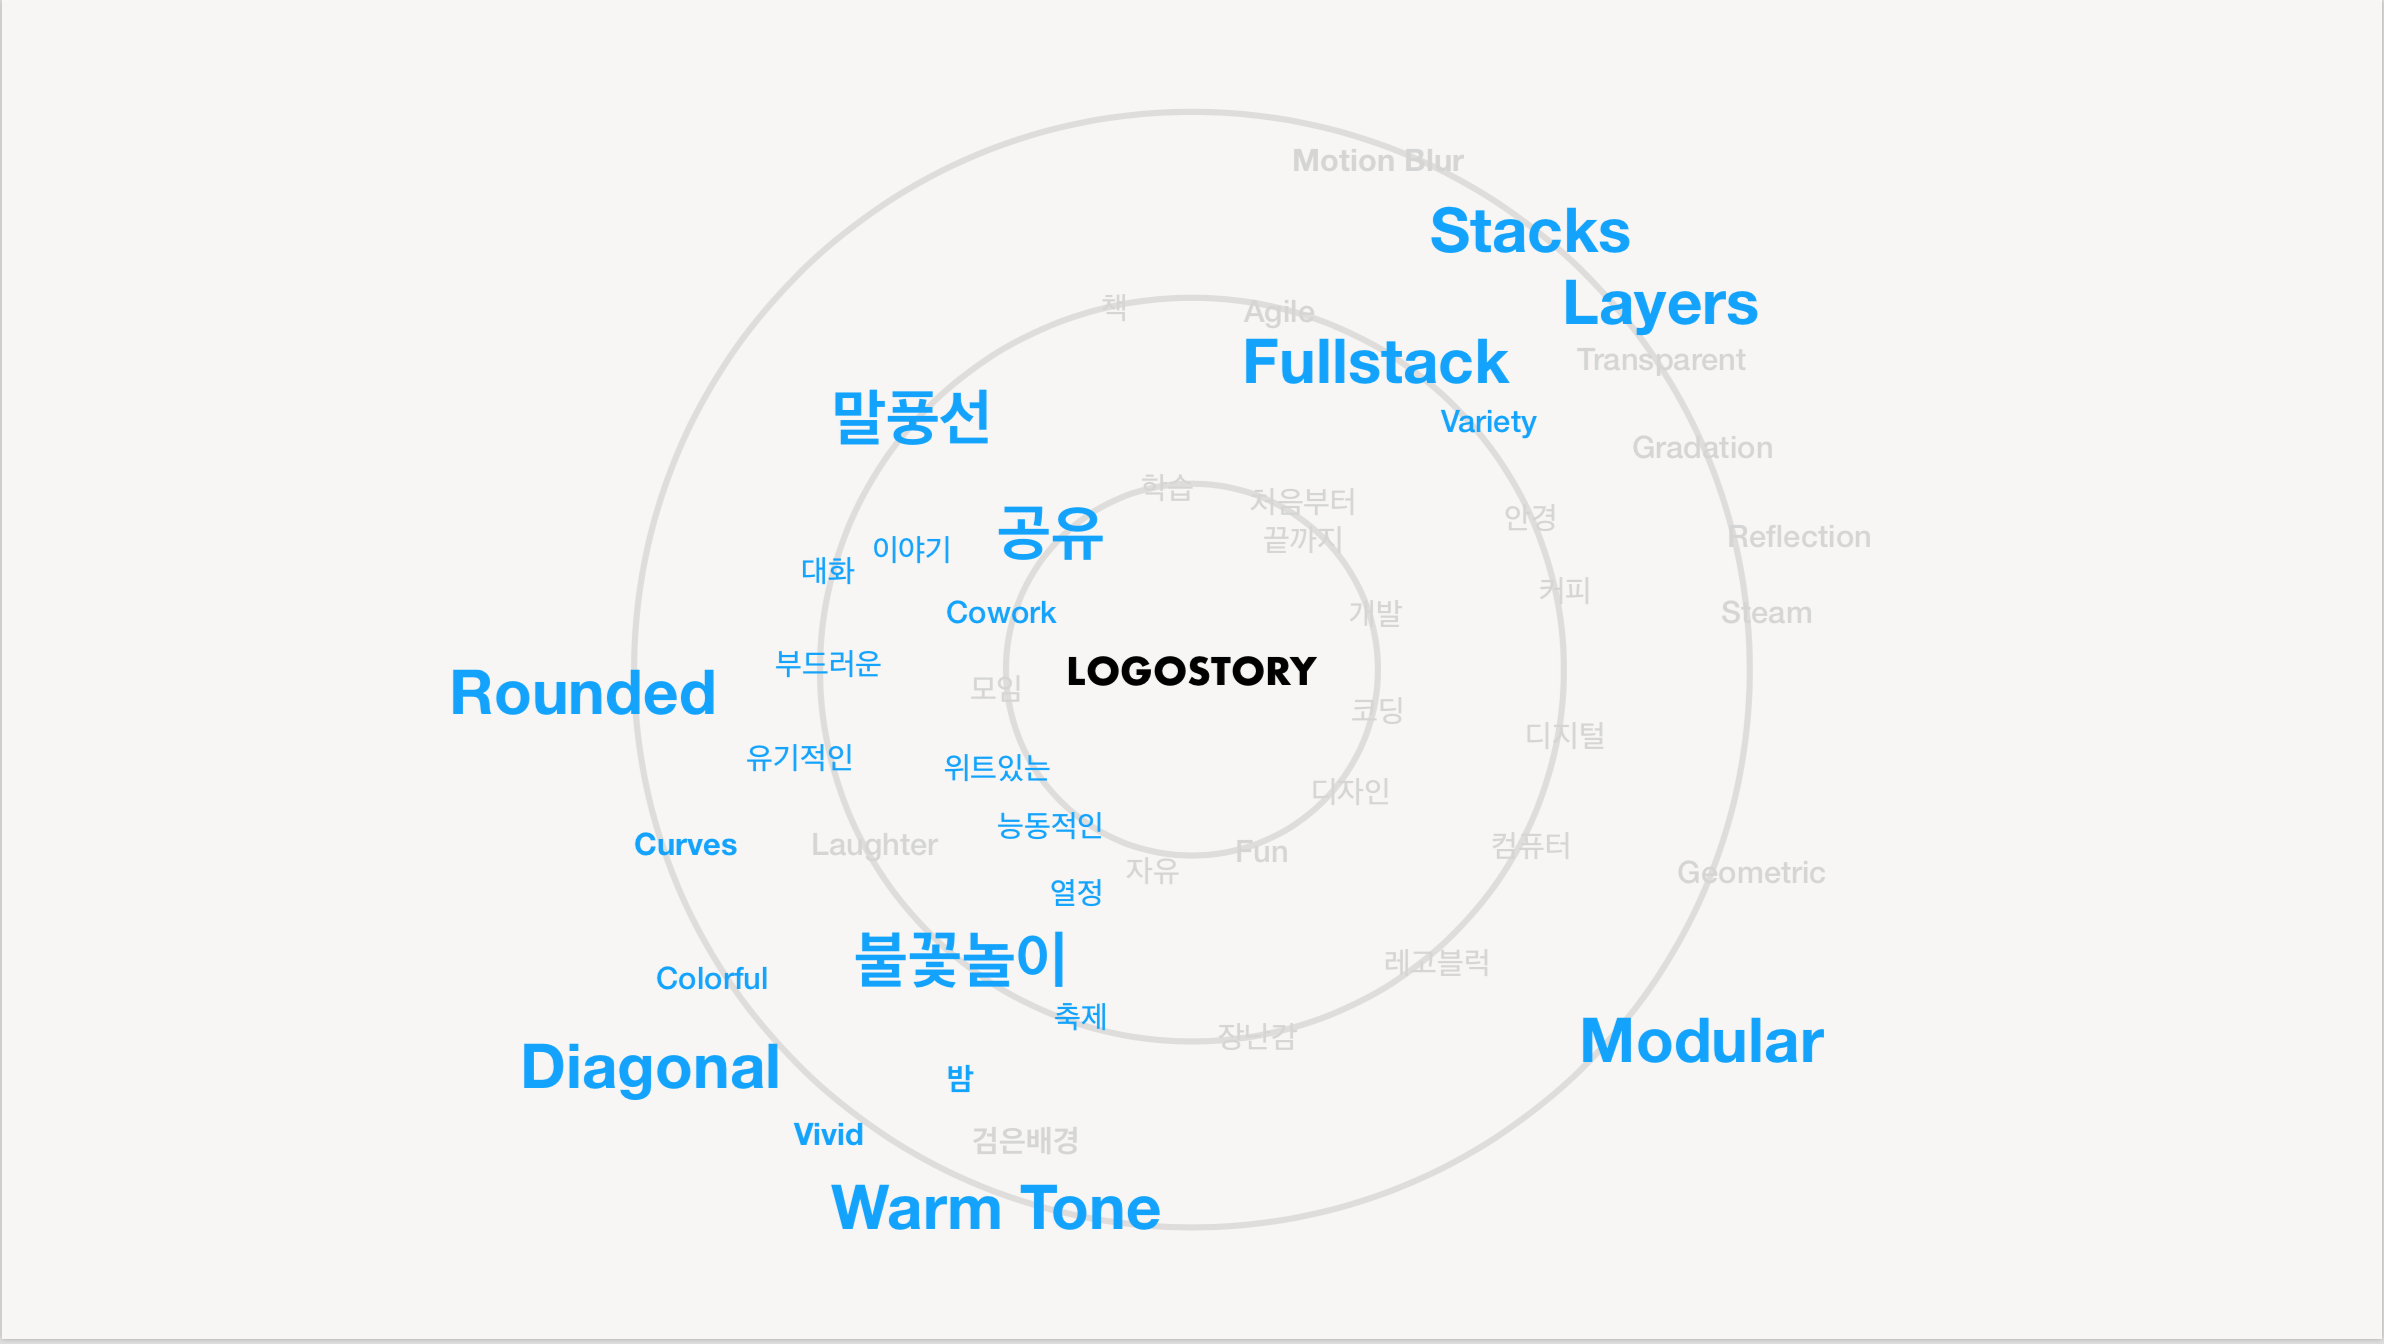 Motion Blur
Stacks
Layers
책
Agile
Fullstack
Transparent
말풍선
Variety
Gradation
학습
처음부터
끝까지
안경
공유
Reflection
이야기
대화
커피
Cowork
개발
Steam
부드러운
LOGOSTORY
Rounded
모임
코딩
디지털
유기적인
위트있는
디자인
능동적인
Curves
Laughter
Fun
컴퓨터
자유
Geometric
열정
불꽃놀이
레고블럭
Colorful
축제
장난감
Modular
Diagonal
밤
Vivid
검은배경
Warm Tone